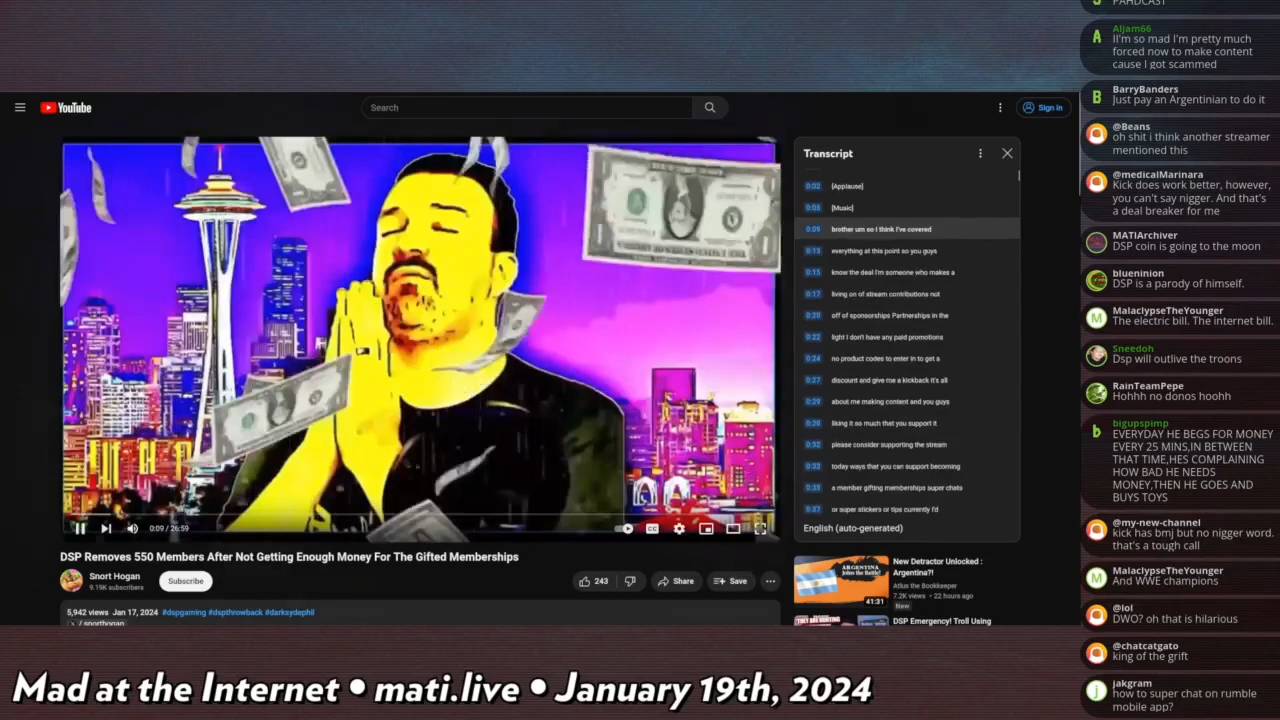 YouTube
Search
Sign in
Transcript
0:02 [Applause]
0:05 [Music]
0:09 brother um so I think I've covered
0:13 everything at this point so you guys
0:15 know the deal I'm someone who makes a
0:17 living on of stream contributions not
0:20 off of sponsorships Partnerships in the
0:22 light I don't have any paid promotions
0:24 no product codes to enter in to get a
0:27 discount and give me a kickback it's all
0:29 about me making content and you guys
liking it so much that you support it
0:32 please consider supporting the stream
0:33 today ways that you can support becoming
0:35 a member gifting memberships super chats
0:37 or super stickers or tips currently I'd
English (auto-generated)
0:09 / 26:59
DSP Removes 550 Members After Not Getting Enough Money For The Gifted Memberships
Snort Hogan
9.19K subscribers
Subscribe
243
Share
Save
5,942 views Jan 17, 2024 #dspgaming #dspthrowback #darksydephil
/ snorthogan
ARGENTINA
Joins the Battle!
41:31
New Detractor Unlocked :
Argentina?!
Atlus the Bookkeeper
7.2K views • 22 hours ago
New
THEY ARE HUNTING
DSP Emergency! Troll Using
PAHDCAST
Aljam66
II'm so mad I'm pretty much
forced now to make content
cause I got scammed
BarryBanders
Just pay an Argentinian to do it
@Beans
oh shit i think another streamer
mentioned this
@medicalMarinara
Kick does work better, however,
you can't say nigger. And that's
a deal breaker for me
MATIArchiver
DSP coin is going to the moon
blueninion
DSP is a parody of himself.
MalaclypseTheYounger
The electric bill. The internet bill.
Sneedoh
Dsp will outlive the troons
RainTeamPepe
Hohhh no donos hoohh
bigupspimp
EVERYDAY HE BEGS FOR MONEY
EVERY 25 MINS,IN BETWEEN
THAT TIME,HES COMPLAINING
HOW BAD HE NEEDS
MONEY,THEN HE GOES AND
BUYS TOYS
@my-new-channel
kick has bmj but no nigger word.
that's a tough call
MalaclypseTheYounger
And WWE champions
@lol
DWO? oh that is hilarious
@chatcatgato
king of the grift
jakgram
how to super chat on rumble
mobile app?
Mad at the Internet • mati.live • January 19th, 2024